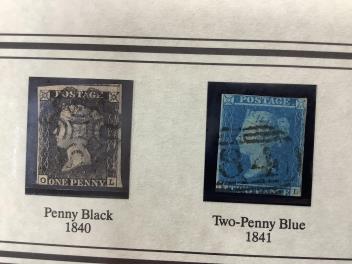 POSTAGE
O ONE PENNY L
POSTAGE
L
Penny Black
1840
Two-Penny Blue
1841